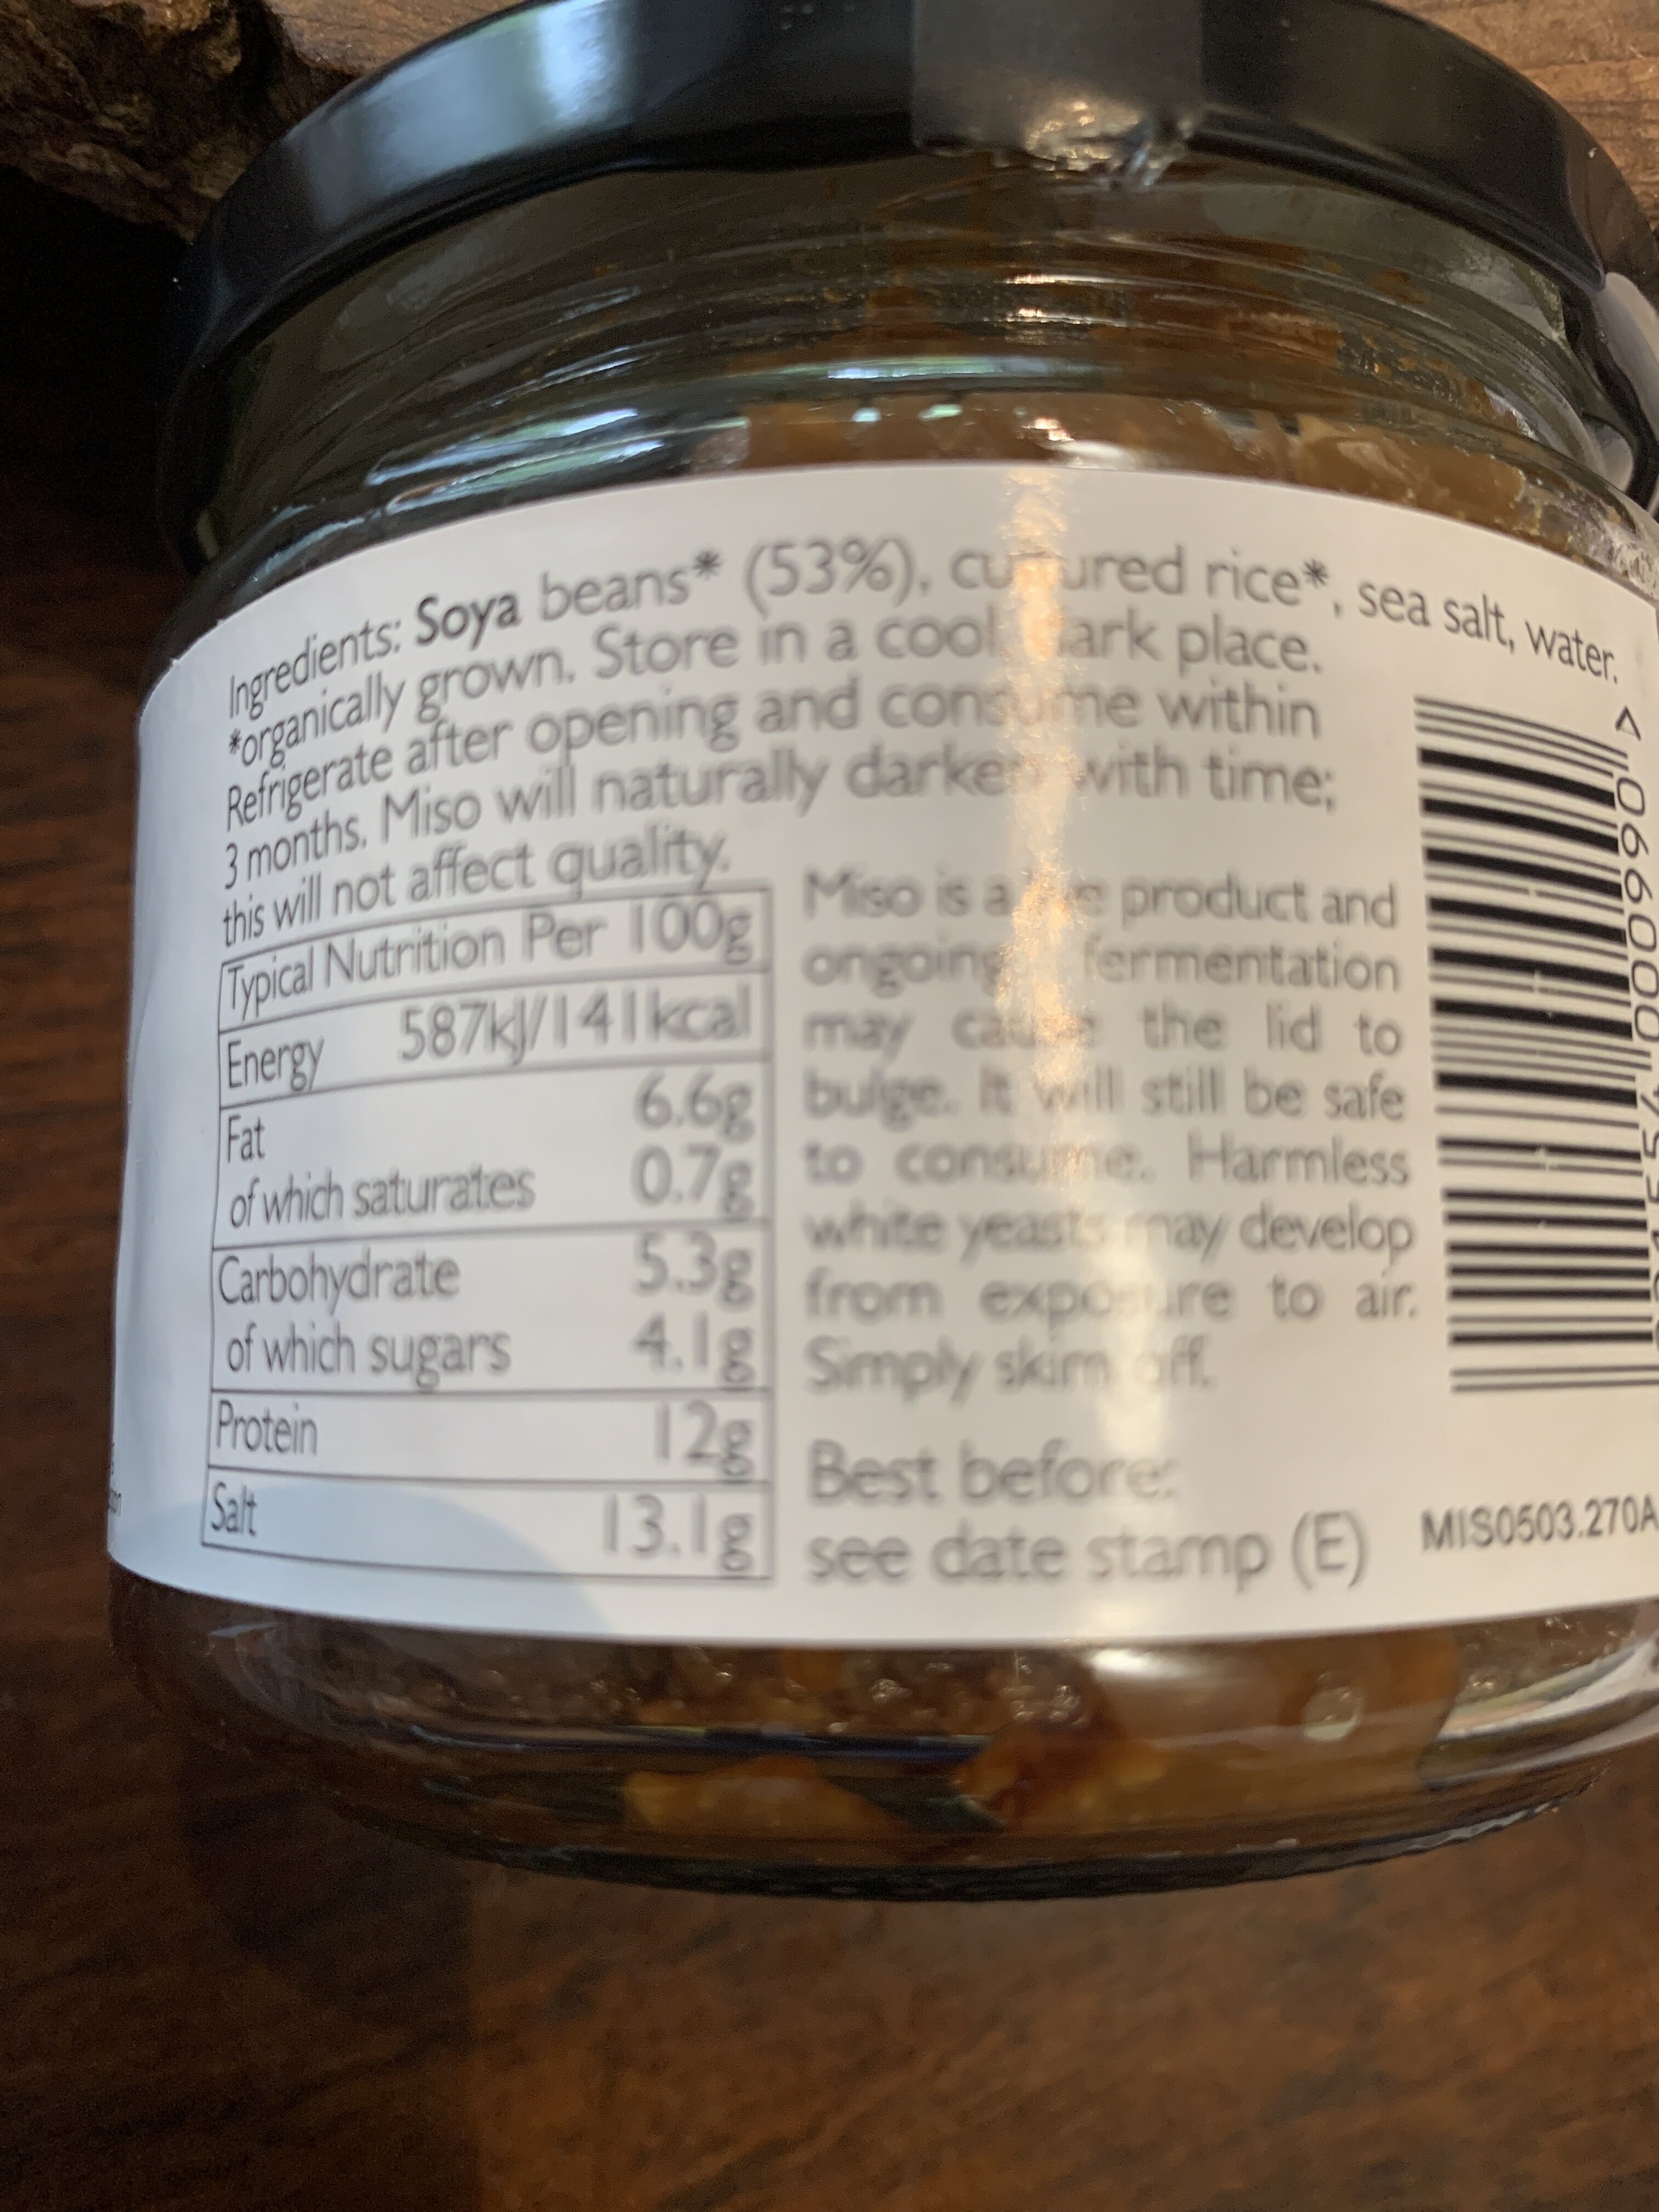 Ingredients: Soya beans* (53%), cultured rice*, sea salt, water.
*organically grown. Store in a cool dark place.
Refrigerate after opening and consume within
3 months. Miso will naturally darken with time;
this will not affect quality.
Typical Nutrition Per 100g
Energy 587kJ/141kcal
Fat 6.6g
of which saturates 0.7g
Carbohydrate 5.3g
of which sugars 4.1g
Protein 12g
Salt 13.1g
Miso is a live product and
ongoing fermentation
may cause the lid to
bulge. It will still be safe
to consume. Harmless
white yeasts may develop
from exposure to air.
Simply skim off.
Best before:
see date stamp (E)
MIS0503.270A